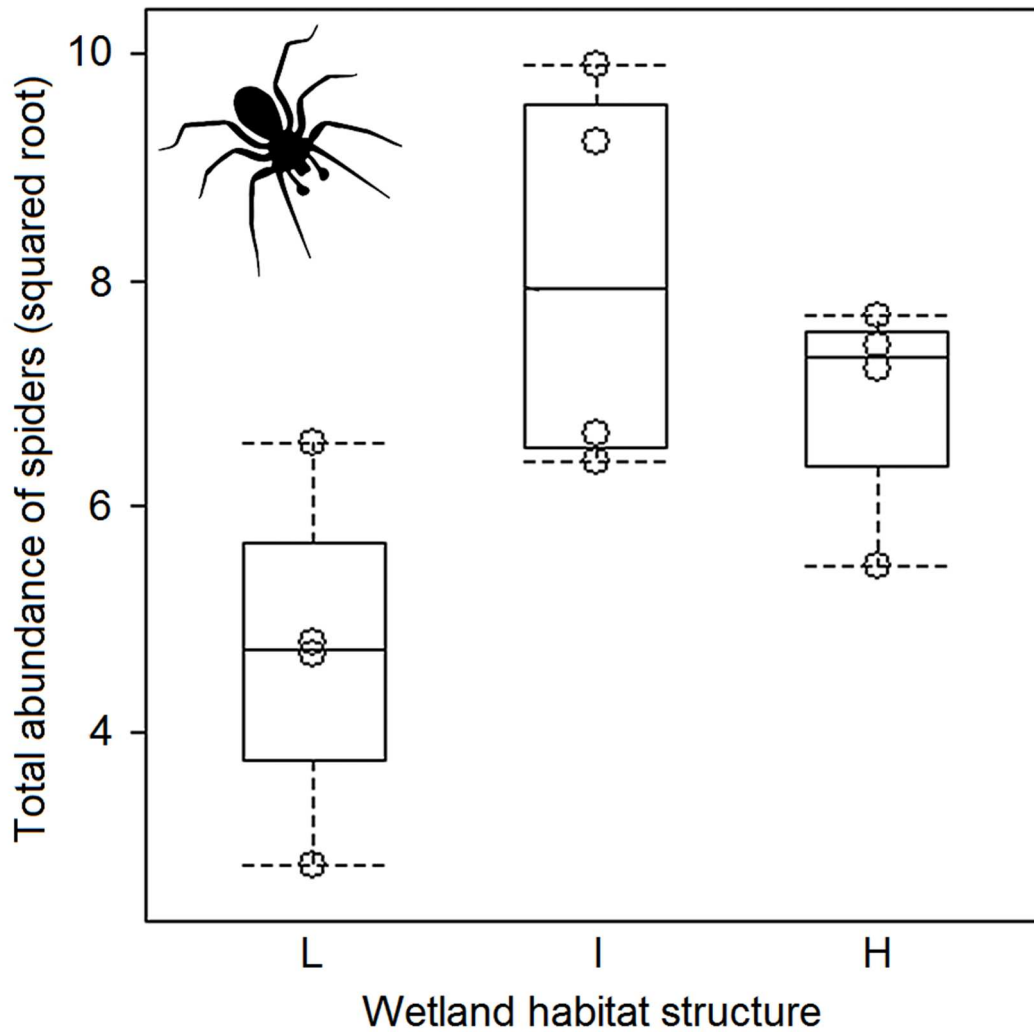 Total abundance of spiders (squared root)
10
8
6
4
L I H
Wetland habitat structure